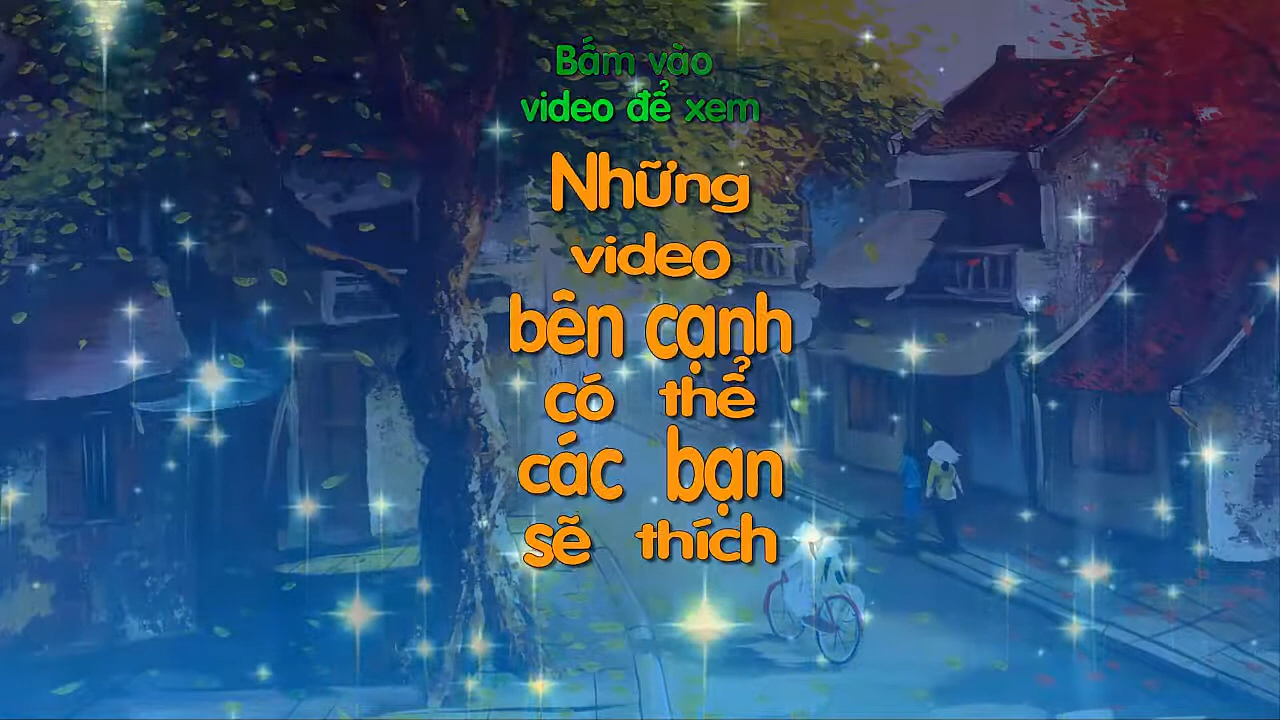 Bấm vào
video để xem
Những
video
bên cạnh
có thể
các bạn
sẽ thích